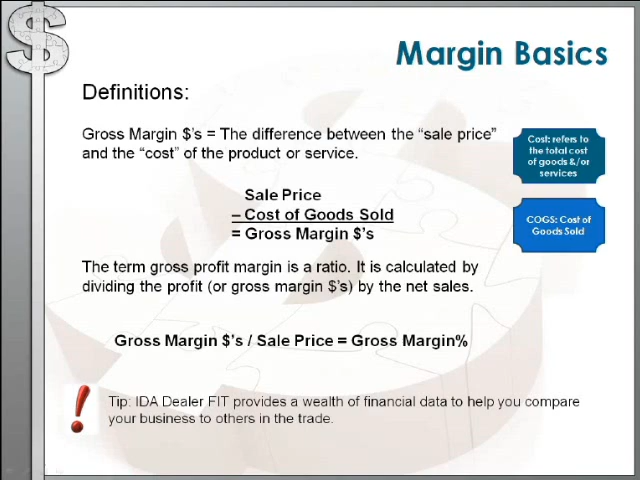 Margin Basics
Definitions:
Gross Margin $'s = The difference between the “sale price”
and the “cost” of the product or service.
Cost: refers to
the total cost
of goods &/or
services
Sale Price
– Cost of Goods Sold
= Gross Margin $'s
COGS: Cost of
Goods Sold
The term gross profit margin is a ratio. It is calculated by
dividing the profit (or gross margin $'s) by the net sales.
Gross Margin $'s / Sale Price = Gross Margin%
Tip: IDA Dealer FIT provides a wealth of financial data to help you compare
your business to others in the trade.